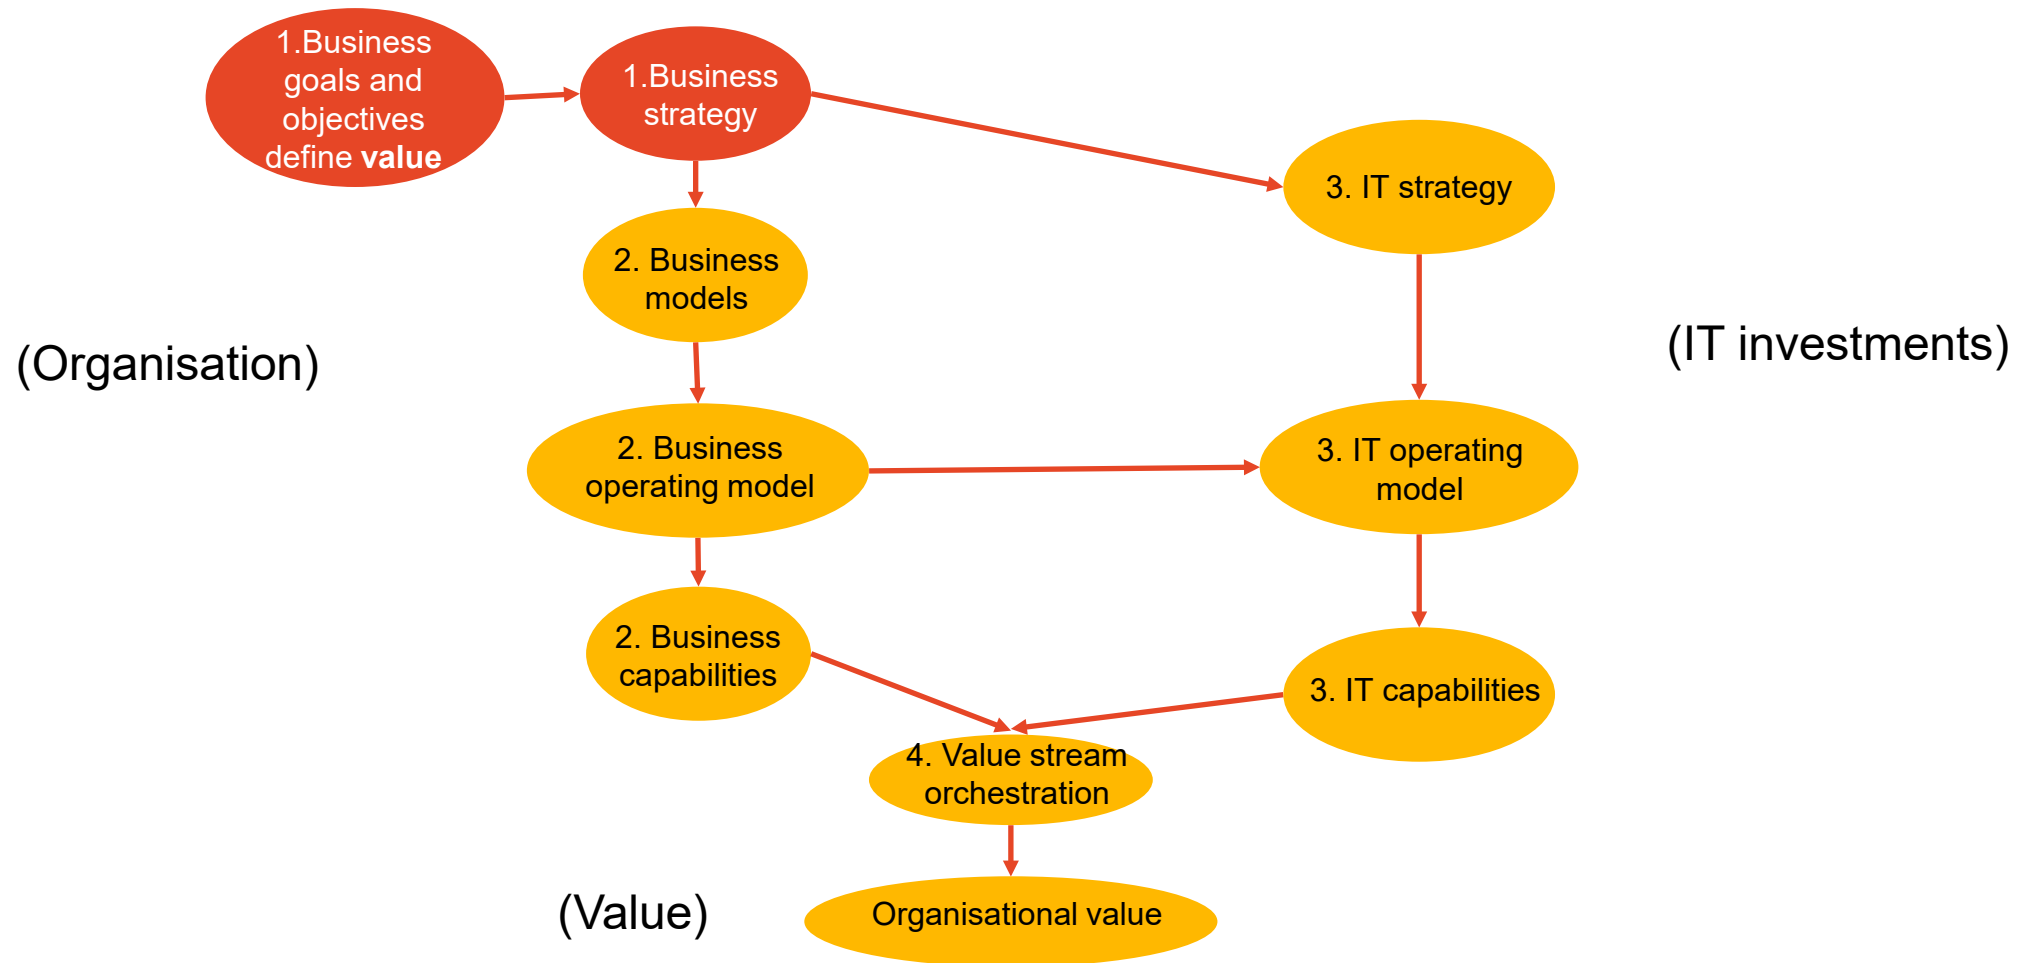 1.Business
goals and
objectives
define value
1.Business
strategy
3. IT strategy
2. Business
models
(Organisation)
(IT investments)
2. Business
operating model
3. IT operating
model
2. Business
capabilities
3. IT capabilities
4. Value stream
orchestration
(Value)
Organisational value